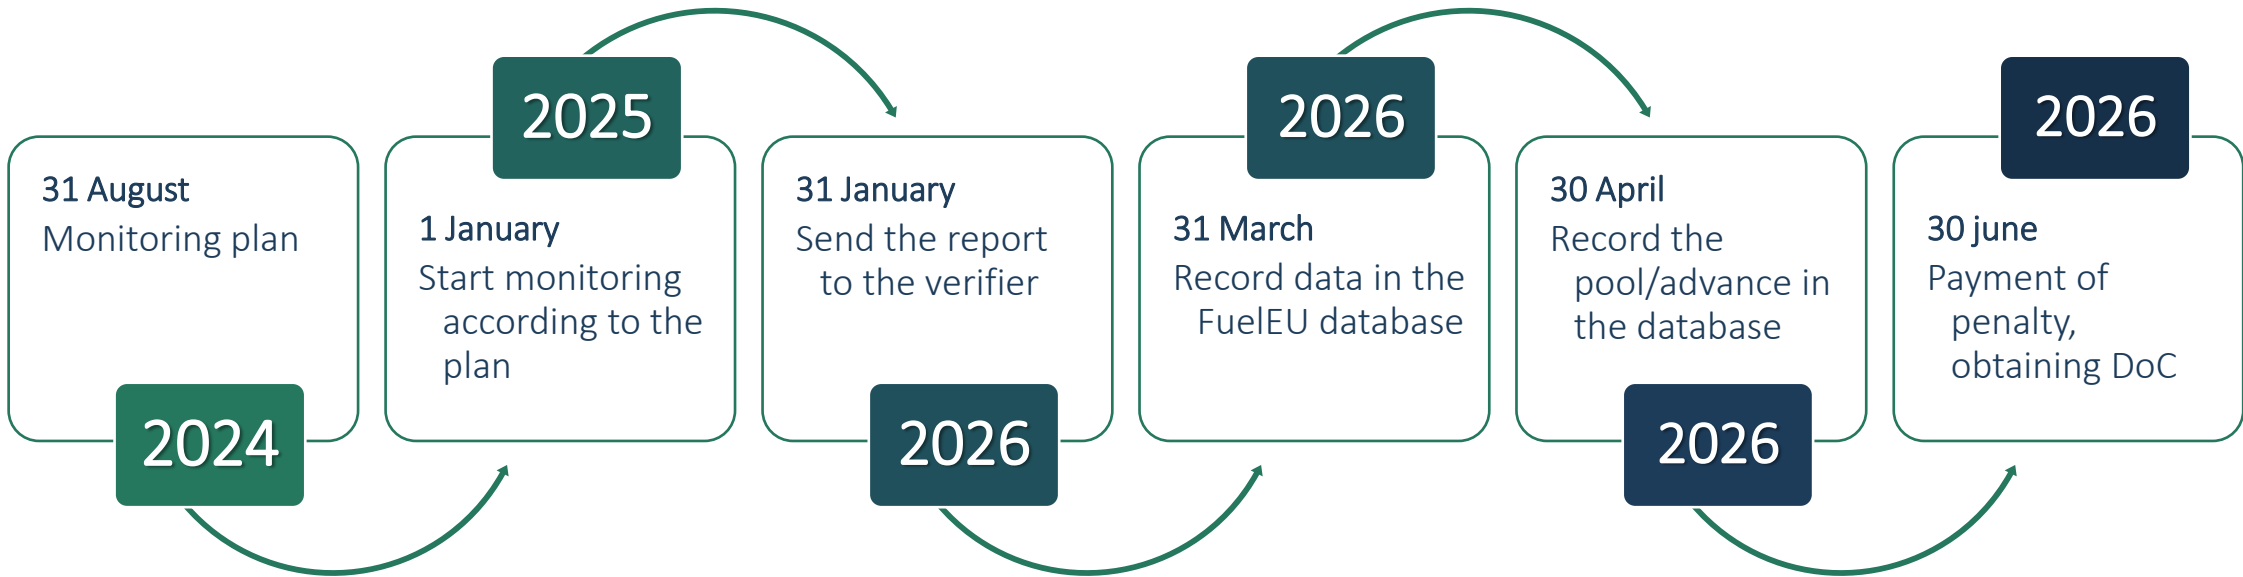 31 August
Monitoring plan
2024
2025
1 January
Start monitoring
according to the
plan
31 January
Send the report
to the verifier
2026
2026
31 March
Record data in the
FuelEU database
30 April
Record the
pool/advance in
the database
2026
2026
30 june
Payment of
penalty,
obtaining DoC